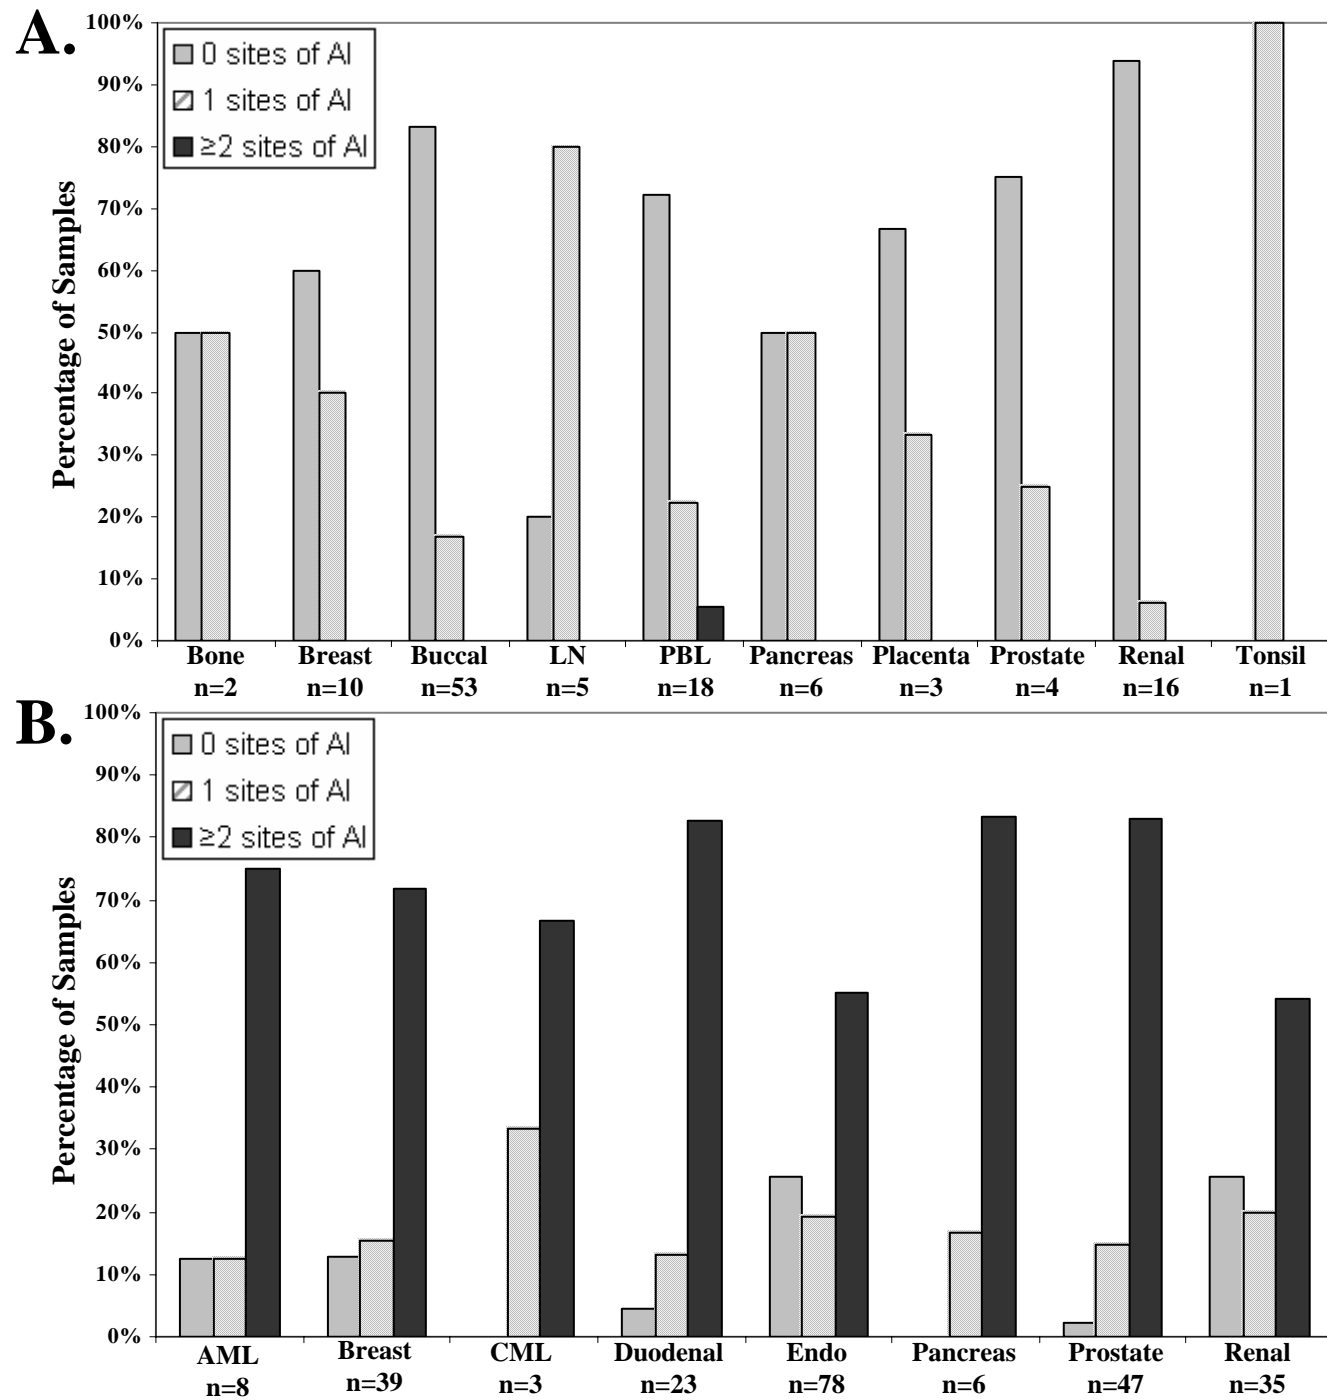 A.
0 sites of AI
1 sites of AI
≥2 sites of AI
Percentage of Samples
100%
90%
80%
70%
60%
50%
40%
30%
20%
10%
0%
Bone Breast Buccal LN PBL Pancreas Placenta Prostate Renal Tonsil
n=2 n=10 n=53 n=5 n=18 n=6 n=3 n=4 n=16 n=1
B.
0 sites of AI
1 sites of AI
≥2 sites of AI
Percentage of Samples
100%
90%
80%
70%
60%
50%
40%
30%
20%
10%
0%
AML Breast CML Duodenal Endo Pancreas Prostate Renal
n=8 n=39 n=3 n=23 n=78 n=6 n=47 n=35